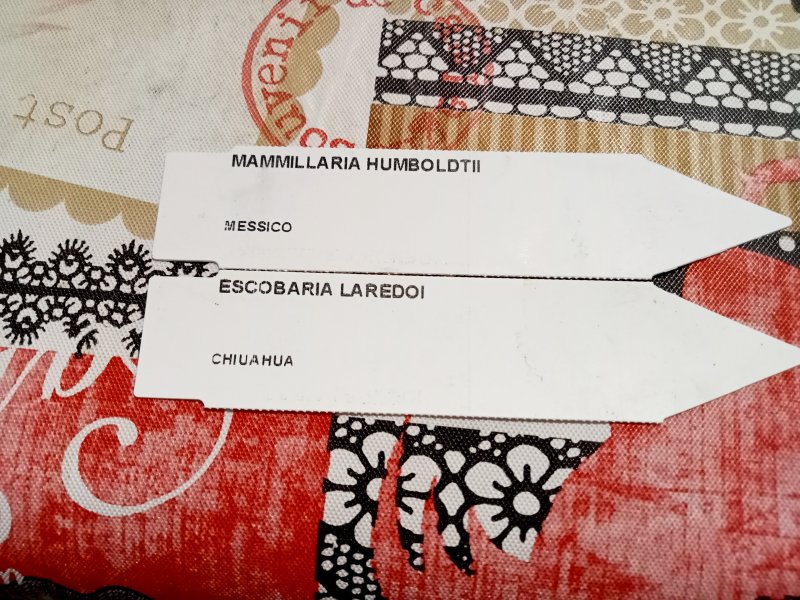 Post
MAMMILLARIA HUMBOLDTII
MESSICO
ESCOBARIA LAREDOI
CHIUAHUA